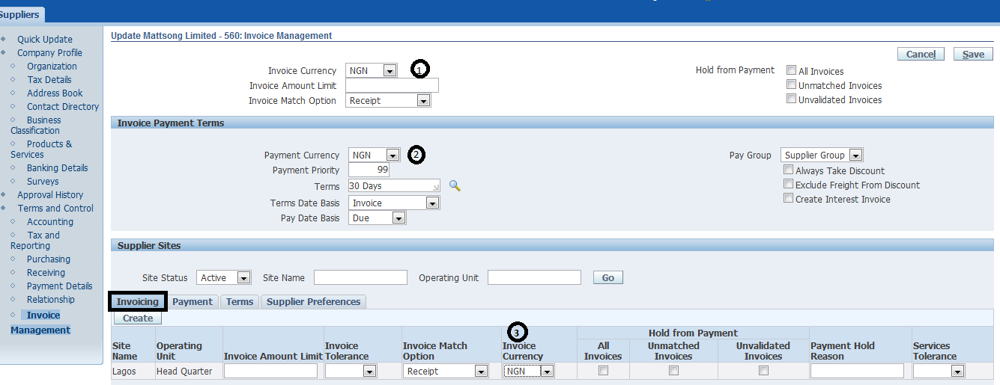 Suppliers
Quick Update
Company Profile
Organization
Tax Details
Address Book
Contact Directory
Business
Classification
Products &
Services
Banking Details
Surveys
Approval History
Terms and Control
Accounting
Tax and
Reporting
Purchasing
Receiving
Payment Details
Relationship
Invoice
Management
Update Mattsong Limited - 560: Invoice Management
Cancel Save
Invoice Currency NGN 1
Invoice Amount Limit
Invoice Match Option Receipt
Hold from Payment All Invoices
Unmatched Invoices
Unvalidated Invoices
Invoice Payment Terms
Payment Currency NGN 2
Payment Priority 99
Terms 30 Days
Terms Date Basis Invoice
Pay Date Basis Due
Pay Group Supplier Group
Always Take Discount
Exclude Freight From Discount
Create Interest Invoice
Supplier Sites
Site Status Active Site Name Operating Unit Go
Invoicing Payment Terms Supplier Preferences
Create
3
Hold from Payment
Site Operating Invoice Invoice Match Invoice All Unmatched Unvalidated Payment Hold Services
Name Unit Invoice Amount Limit Tolerance Option Currency Invoices Invoices Invoices Reason Tolerance
Lagos Head Quarter Receipt NGN